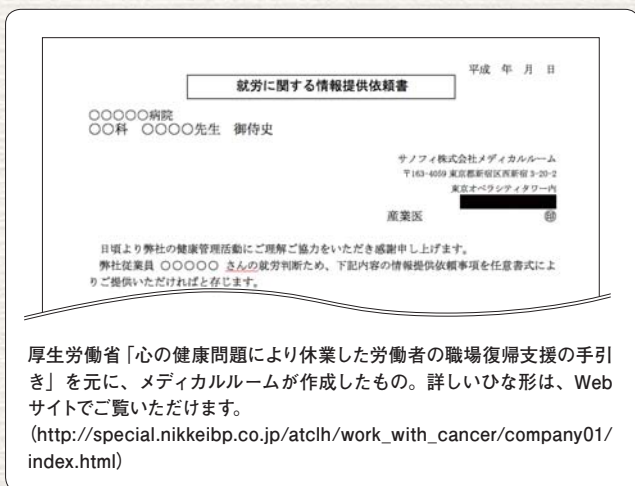 平成　年　月　日
就労に関する情報提供依頼書
○○○○○病院
○○科　○○○○先生　御侍史
サノフィ株式会社メディカルルーム
〒163-4059 東京都新宿区西新宿 3-20-2
東京オペラシティタワー内
産業医　㊞
日頃より弊社の健康管理活動にご理解ご協力をいただき感謝申し上げます。
弊社従業員 ○○○○○ さんの就労判断ため、下記内容の情報提供依頼事項を任意書式によ
りご提供いただければと存じます。
厚生労働省「心の健康問題により休業した労働者の職場復帰支援の手引
き」を元に、メディカルルームが作成したもの。詳しいひな形は、Web
サイトでご覧いただけます。
(http://special.nikkeibp.co.jp/atclh/work_with_cancer/company01/
index.html)